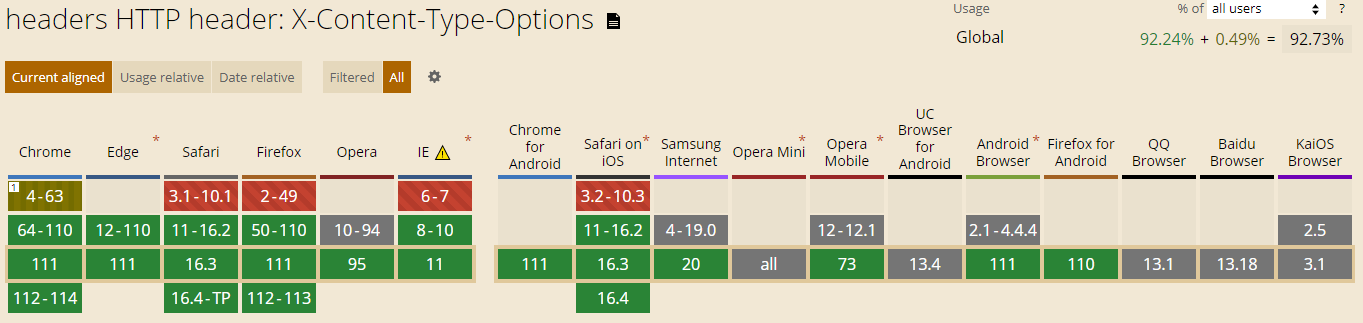 headers HTTP header: X-Content-Type-Options
Usage % of all users ?
Global 92.24% + 0.49% = 92.73%
Current aligned Usage relative Date relative Filtered All
Chrome Edge * Safari Firefox Opera IE * Chrome for Android Safari on iOS * Samsung Internet Opera Mini * Opera Mobile * UC Browser for Android Android Browser * Firefox for Android QQ Browser Baidu Browser KaiOS Browser
1 4-63 3.1-10.1 2-49 6-7 3.2-10.3
64-110 12-110 11-16.2 50-110 10-94 8-10 11-16.2 4-19.0 12-12.1 2.1-4.4.4 2.5
111 111 16.3 111 95 11 111 16.3 20 all 73 13.4 111 110 13.1 13.18 3.1
112-114 16.4-TP 112-113 16.4